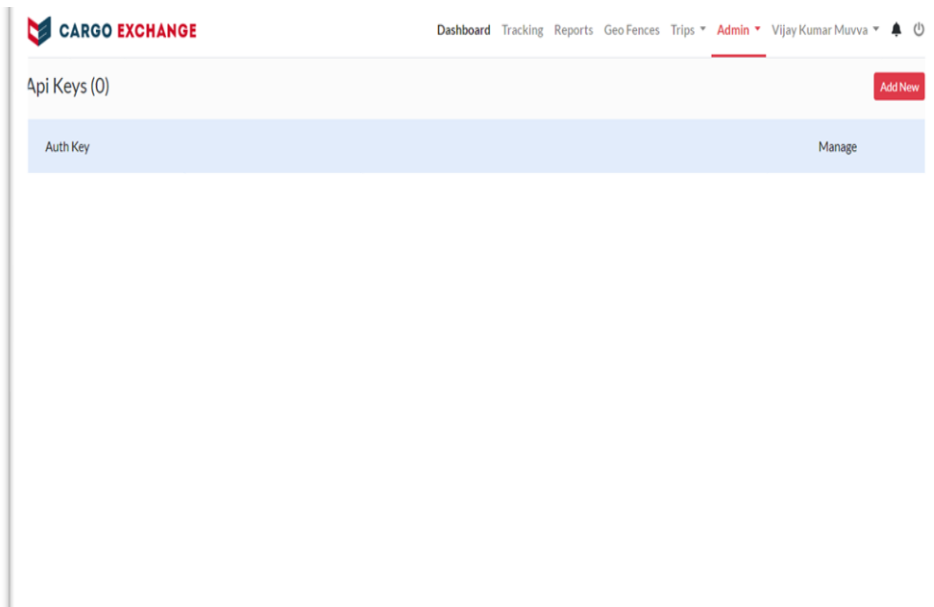 CARGO EXCHANGE Dashboard Tracking Reports Geo Fences Trips Admin Vijay Kumar Muvva
Api Keys (0) Add New
Auth Key Manage